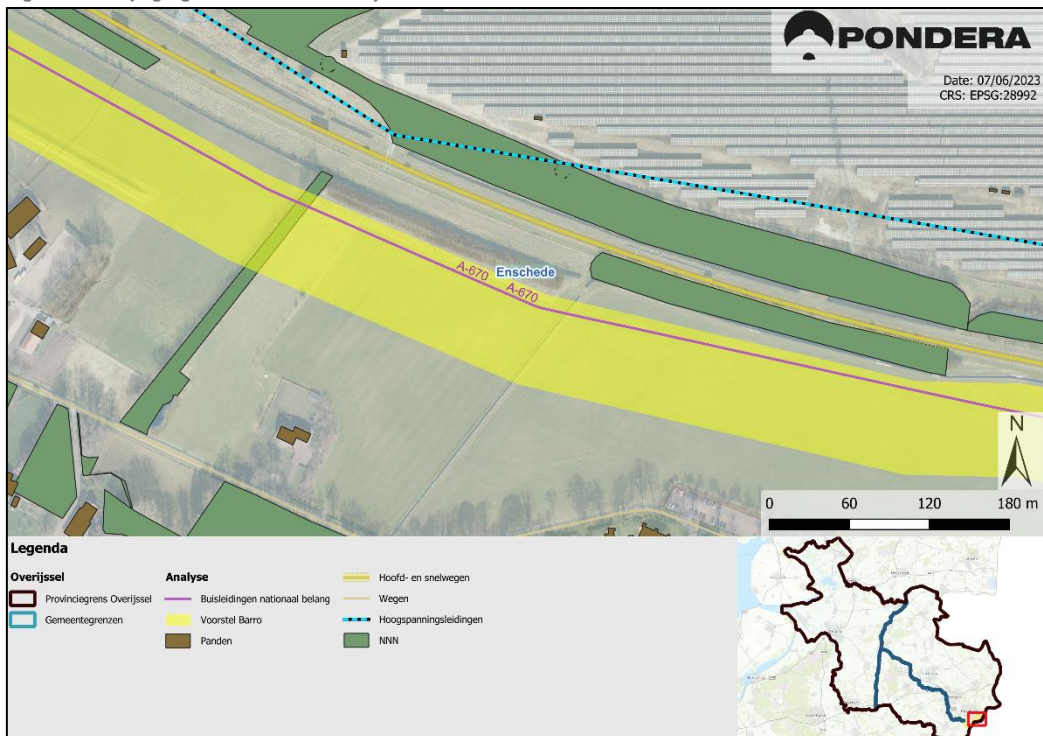 PONDERA
Date: 07/06/2023
CRS: EPSG:28992
A-670
Enschede
A-670
N
0 60 120 180 m
Legenda
Overijssel
Provinciegrens Overijssel
Gemeentegrenzen
Analyse
Buisleidingen nationaal belang
Voorstel Barro
Panden
Hoofd- en snelwegen
Wegen
Hoogspanningsleidingen
NNN